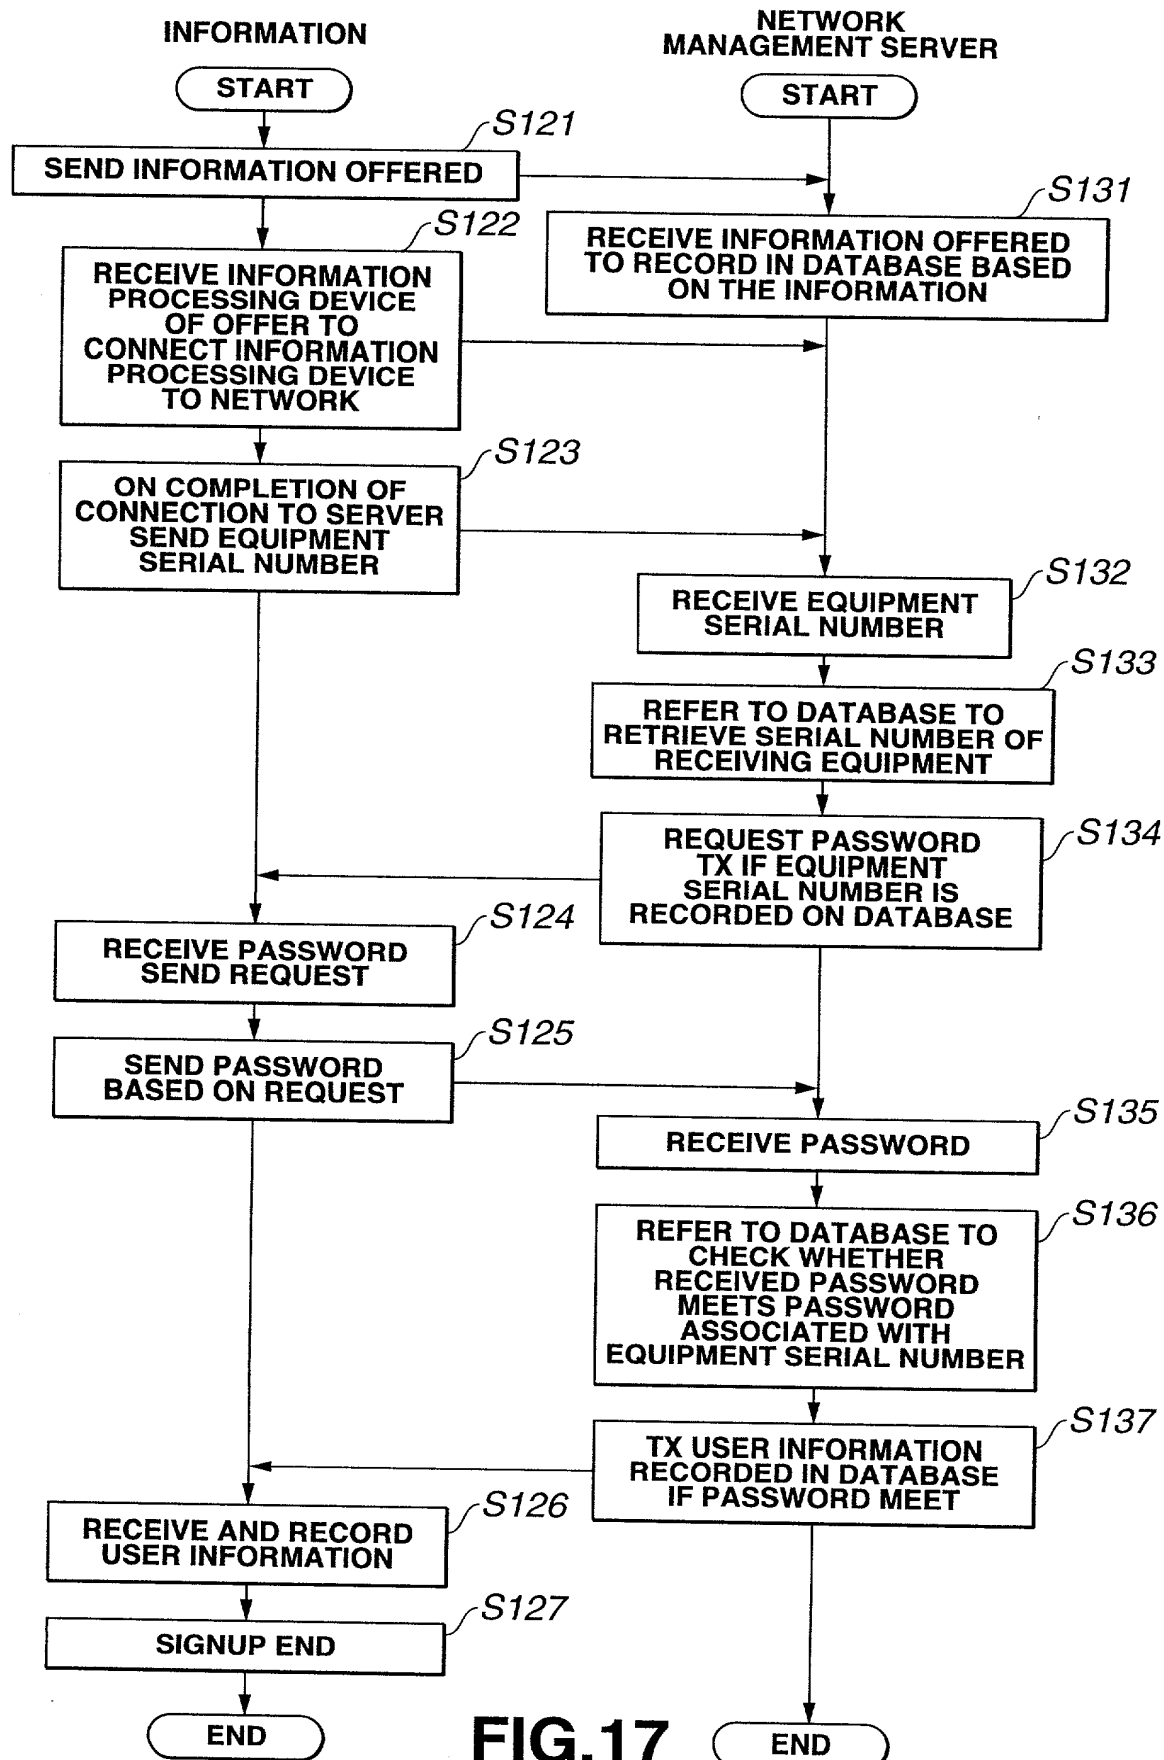 INFORMATION
START
S121
SEND INFORMATION OFFERED
S122
RECEIVE INFORMATION
PROCESSING DEVICE
OF OFFER TO
CONNECT INFORMATION
PROCESSING DEVICE
TO NETWORK
S123
ON COMPLETION OF
CONNECTION TO SERVER
SEND EQUIPMENT
SERIAL NUMBER
S124
RECEIVE PASSWORD
SEND REQUEST
S125
SEND PASSWORD
BASED ON REQUEST
S126
RECEIVE AND RECORD
USER INFORMATION
S127
SIGNUP END
END
NETWORK
MANAGEMENT SERVER
START
S131
RECEIVE INFORMATION OFFERED
TO RECORD IN DATABASE BASED
ON THE INFORMATION
S132
RECEIVE EQUIPMENT
SERIAL NUMBER
S133
REFER TO DATABASE TO
RETRIEVE SERIAL NUMBER OF
RECEIVING EQUIPMENT
S134
REQUEST PASSWORD
TX IF EQUIPMENT
SERIAL NUMBER IS
RECORDED ON DATABASE
S135
RECEIVE PASSWORD
S136
REFER TO DATABASE TO
CHECK WHETHER
RECEIVED PASSWORD
MEETS PASSWORD
ASSOCIATED WITH
EQUIPMENT SERIAL NUMBER
S137
TX USER INFORMATION
RECORDED IN DATABASE
IF PASSWORD MEET
END
FIG.17